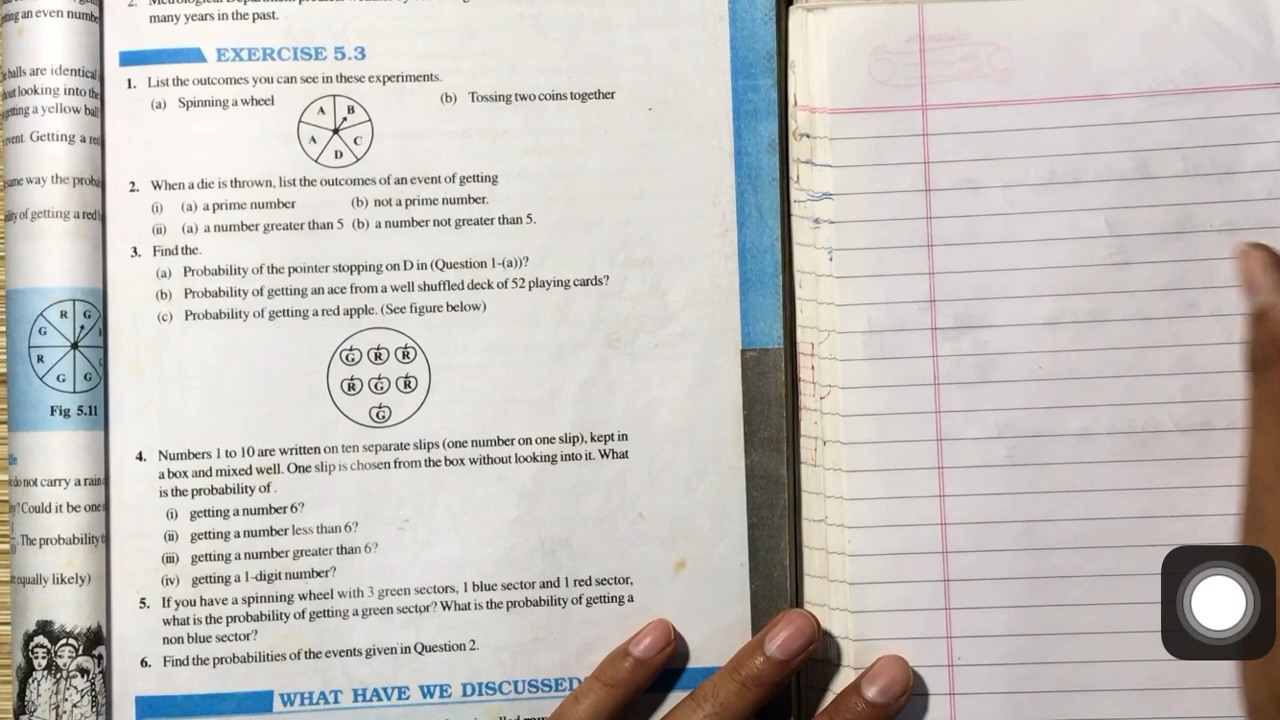 an even
balls are identical
looking into the
a yellow ball
event. Getting a
same way the
of getting a red
R G
G
R
G G
Fig 5.11
do not carry a
? Could it be one
. The probability
equally likely)
many years in the past.
EXERCISE 5.3
1. List the outcomes you can see in these experiments.
(a) Spinning a wheel (b) Tossing two coins together
A B
A C
D
2. When a die is thrown, list the outcomes of an event of getting
(i) (a) a prime number (b) not a prime number.
(ii) (a) a number greater than 5 (b) a number not greater than 5.
3. Find the.
(a) Probability of the pointer stopping on D in (Question 1-(a))?
(b) Probability of getting an ace from a well shuffled deck of 52 playing cards?
(c) Probability of getting a red apple. (See figure below)
G R R
R G R
G
4. Numbers 1 to 10 are written on ten separate slips (one number on one slip), kept in
a box and mixed well. One slip is chosen from the box without looking into it. What
is the probability of .
(i) getting a number 6?
(ii) getting a number less than 6?
(iii) getting a number greater than 6?
(iv) getting a 1-digit number?
5. If you have a spinning wheel with 3 green sectors, 1 blue sector and 1 red sector,
what is the probability of getting a green sector? What is the probability of getting a
non blue sector?
6. Find the probabilities of the events given in Question 2.
WHAT HAVE WE DISCUSSED